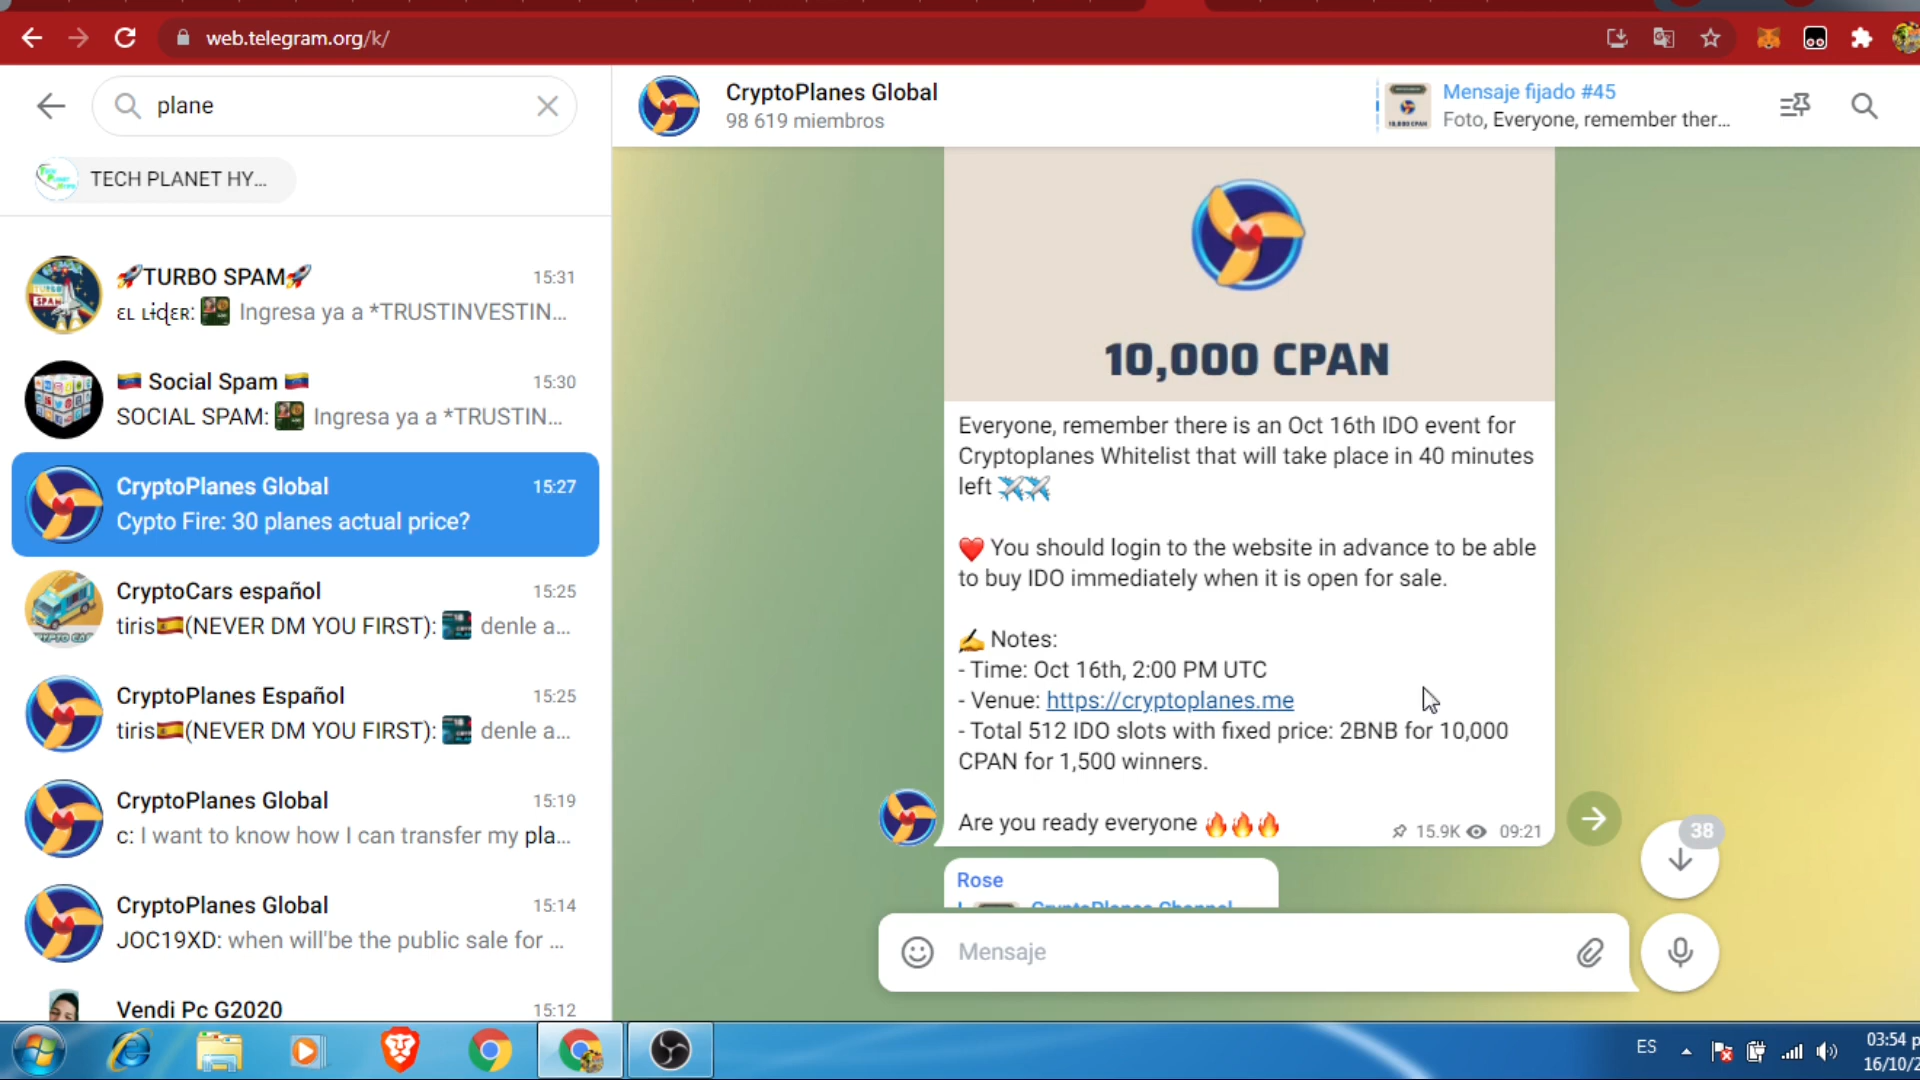 web.telegram.org/k/
plane
TECH PLANET HY...
🚀TURBO SPAM🚀 15:31
Ingresa ya a *TRUSTINVESTIN...
Social Spam 15:30
SOCIAL SPAM: Ingresa ya a *TRUSTIN...
CryptoPlanes Global 15:27
Cypto Fire: 30 planes actual price?
CryptoCars español 15:25
tiris🇪🇸(NEVER DM YOU FIRST): denle a...
CryptoPlanes Español 15:25
tiris🇪🇸(NEVER DM YOU FIRST): denle a...
CryptoPlanes Global 15:19
c: I want to know how I can transfer my pla...
CryptoPlanes Global 15:14
JOC19XD: when will'be the public sale for ...
Vendi Pc G2020 15:12
CryptoPlanes Global
98 619 miembros
Mensaje fijado #45
Foto, Everyone, remember ther...
10,000 CPAN
Everyone, remember there is an Oct 16th IDO event for
Cryptoplanes Whitelist that will take place in 40 minutes
left ✈️✈️
❤️ You should login to the website in advance to be able
to buy IDO immediately when it is open for sale.
✍️ Notes:
- Time: Oct 16th, 2:00 PM UTC
- Venue: https://cryptoplanes.me
- Total 512 IDO slots with fixed price: 2BNB for 10,000
CPAN for 1,500 winners.
Are you ready everyone 🔥🔥🔥
15.9K 09:21
38
Rose
CryptoPlanes Channel
Mensaje
ES
03:54 p
16/10/2